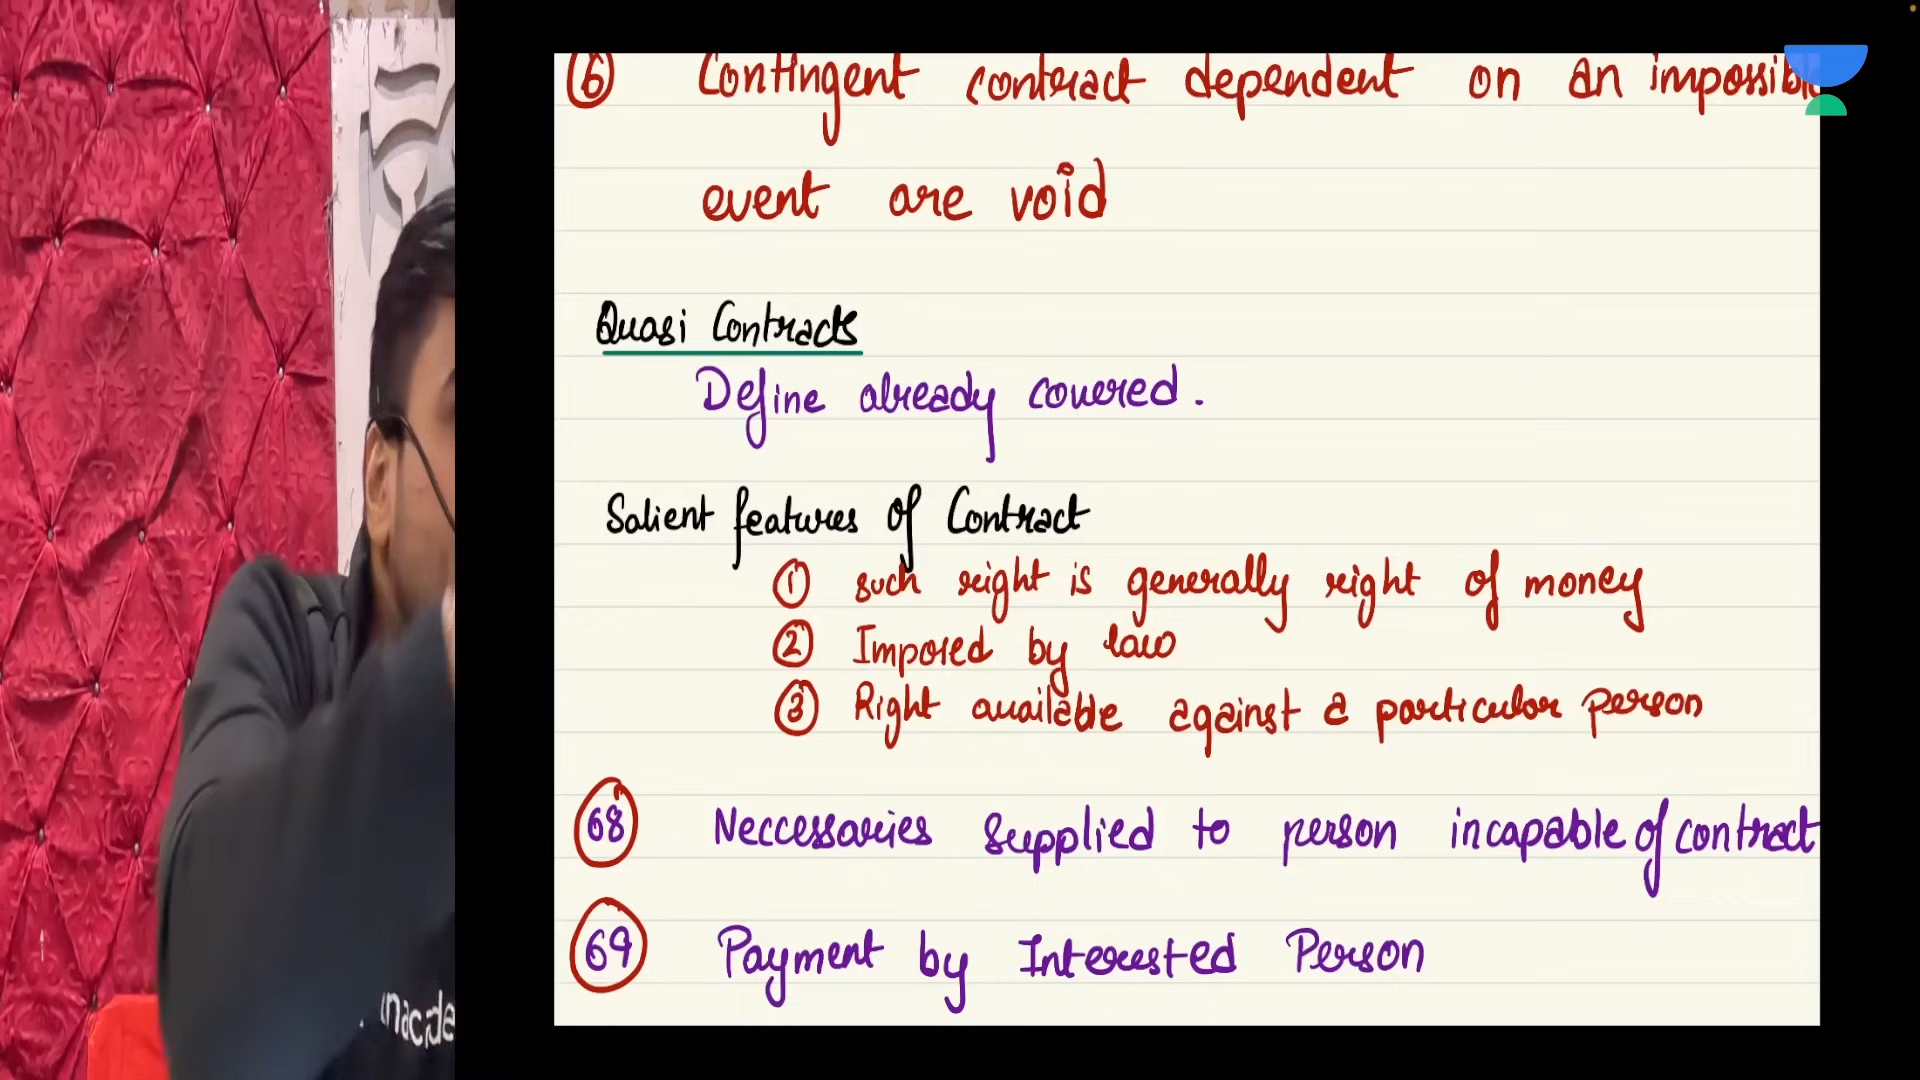 6 Contingent contract dependent on an impossible
event are void
Quasi Contracts
Define already covered.
Salient features of Contract
1 such right is generally right of money
2 Imposed by law
3 Right available against a particular person
68 Neccessaries supplied to person incapable of contract
69 Payment by Interested Person